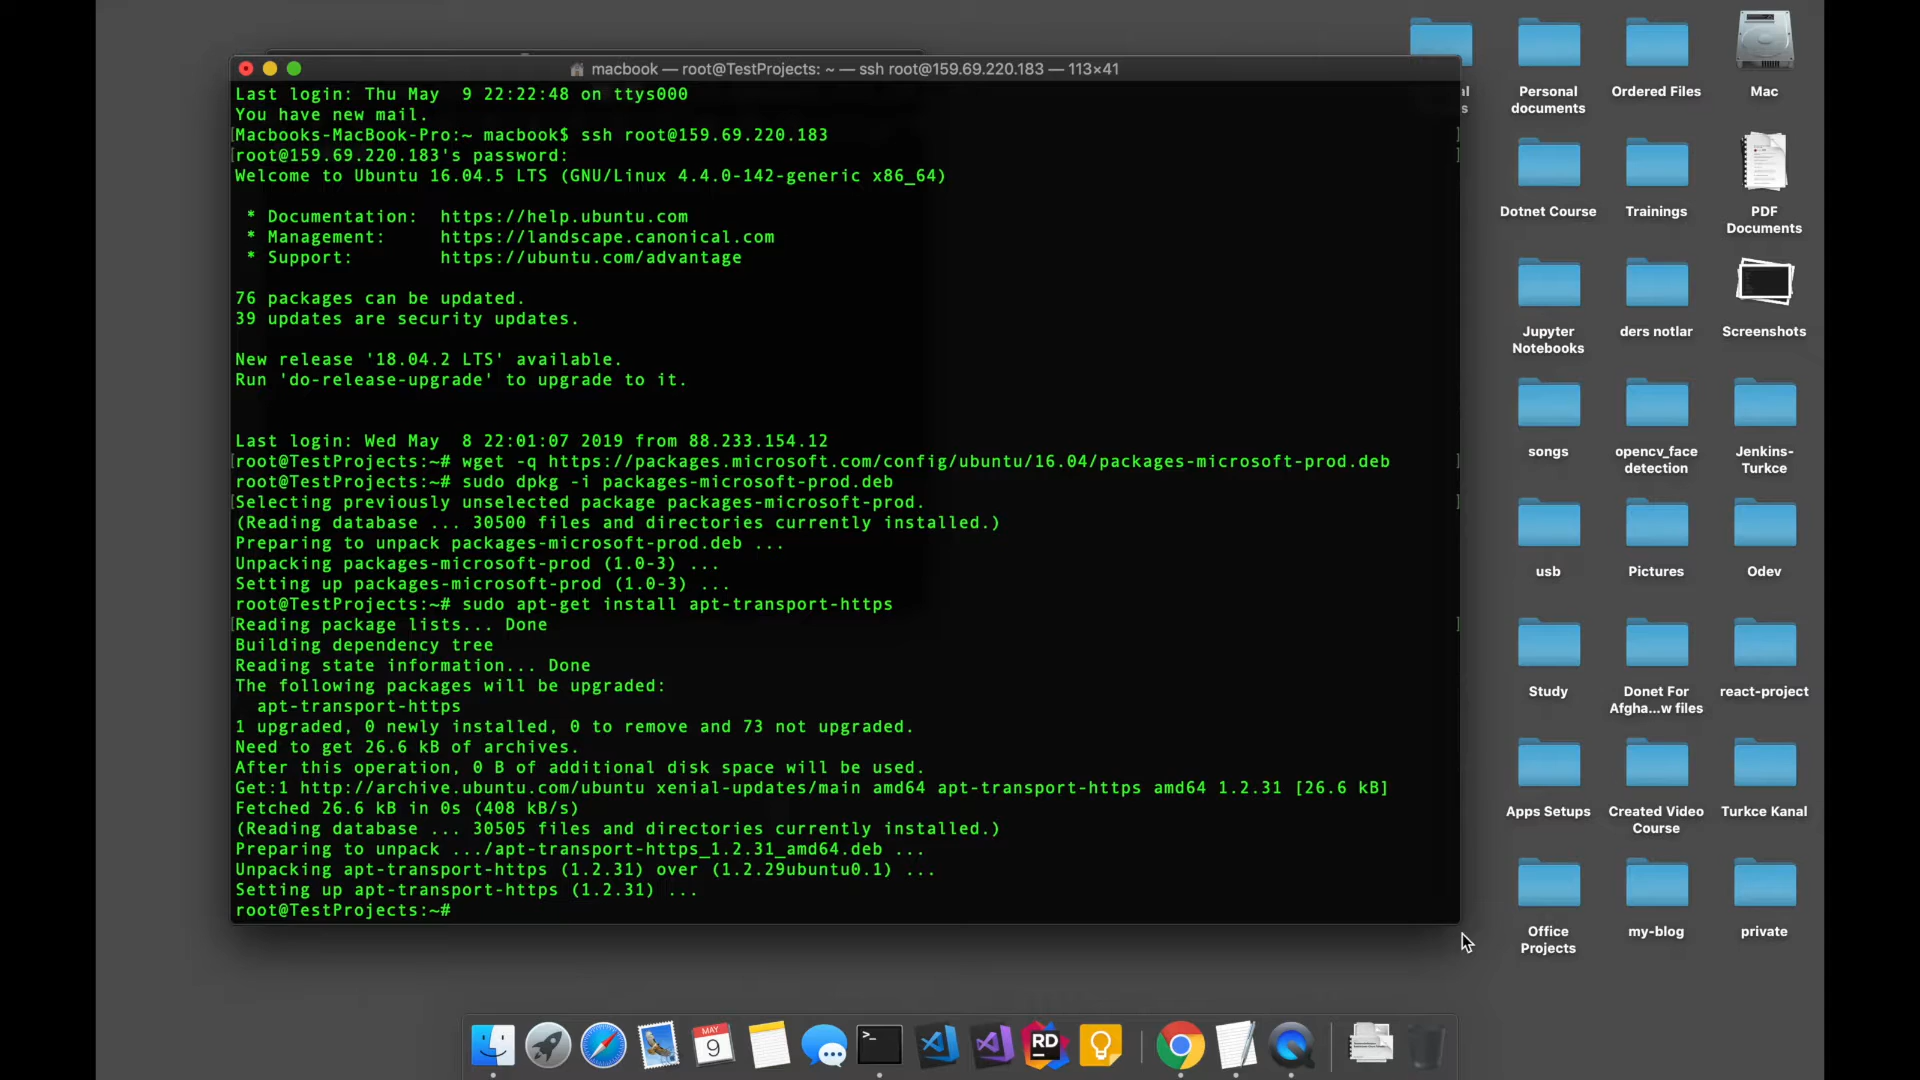 macbook — root@TestProjects: ~ — ssh root@159.69.220.183 — 113×41
Last login: Thu May  9 22:22:48 on ttys000
You have new mail.
[Macbooks-MacBook-Pro:~ macbook$ ssh root@159.69.220.183 ]
[root@159.69.220.183's password: ]
Welcome to Ubuntu 16.04.5 LTS (GNU/Linux 4.4.0-142-generic x86_64)
* Documentation:  https://help.ubuntu.com
* Management:     https://landscape.canonical.com
* Support:        https://ubuntu.com/advantage
76 packages can be updated.
39 updates are security updates.
New release '18.04.2 LTS' available.
Run 'do-release-upgrade' to upgrade to it.
Last login: Wed May  8 22:01:07 2019 from 88.233.154.12
[root@TestProjects:~# wget -q https://packages.microsoft.com/config/ubuntu/16.04/packages-microsoft-prod.deb ]
root@TestProjects:~# sudo dpkg -i packages-microsoft-prod.deb
[Selecting previously unselected package packages-microsoft-prod. ]
(Reading database ... 30500 files and directories currently installed.)
Preparing to unpack packages-microsoft-prod.deb ...
Unpacking packages-microsoft-prod (1.0-3) ...
Setting up packages-microsoft-prod (1.0-3) ...
root@TestProjects:~# sudo apt-get install apt-transport-https
[Reading package lists... Done ]
Building dependency tree
Reading state information... Done
The following packages will be upgraded:
apt-transport-https
1 upgraded, 0 newly installed, 0 to remove and 73 not upgraded.
Need to get 26.6 kB of archives.
After this operation, 0 B of additional disk space will be used.
Get:1 http://archive.ubuntu.com/ubuntu xenial-updates/main amd64 apt-transport-https amd64 1.2.31 [26.6 kB]
Fetched 26.6 kB in 0s (408 kB/s)
(Reading database ... 30505 files and directories currently installed.)
Preparing to unpack .../apt-transport-https_1.2.31_amd64.deb ...
Unpacking apt-transport-https (1.2.31) over (1.2.29ubuntu0.1) ...
Setting up apt-transport-https (1.2.31) ...
root@TestProjects:~#
Personal
documents
Ordered Files
Mac
Dotnet Course
Trainings
PDF
Documents
Jupyter
Notebooks
ders notlar
Screenshots
songs
opencv_face
detection
Jenkins-
Turkce
usb
Pictures
Odev
Study
Donet For
Afgha...w files
react-project
Apps Setups
Created Video
Course
Turkce Kanal
Office
Projects
my-blog
private
MAY
9
>_
RD